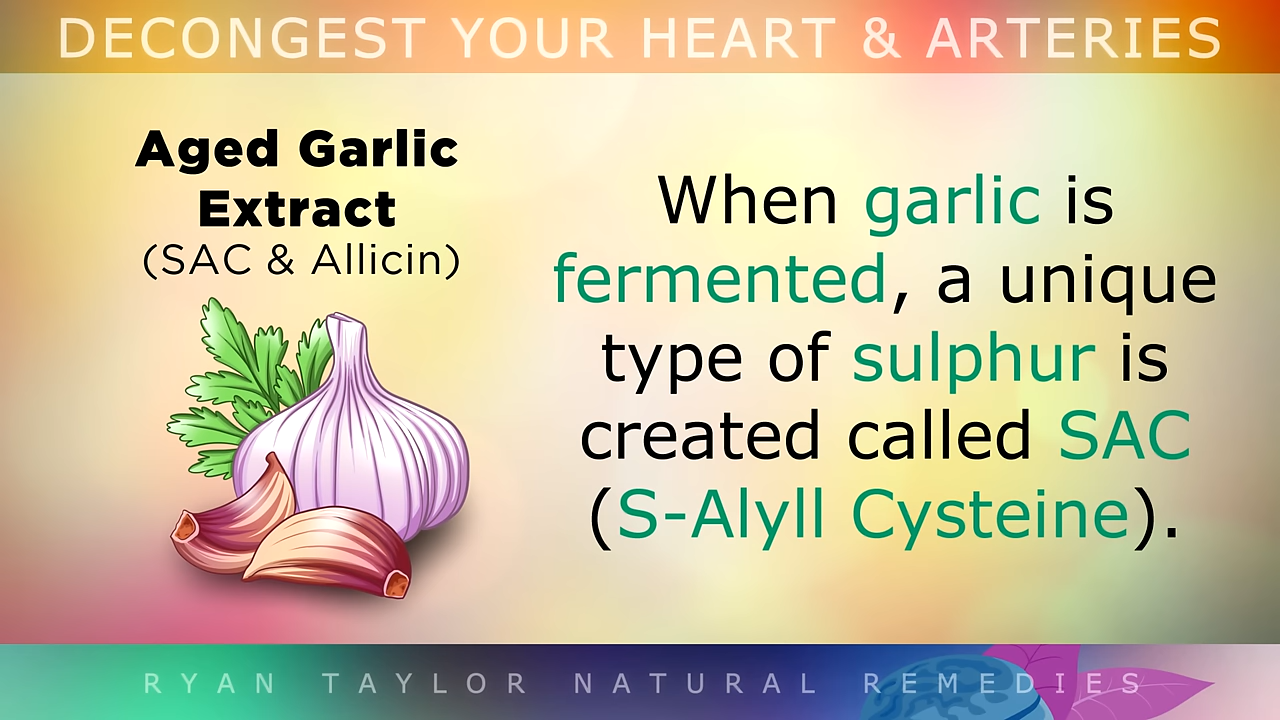 DECONGEST YOUR HEART & ARTERIES
Aged Garlic
Extract
(SAC & Allicin)
When garlic is
fermented, a unique
type of sulphur is
created called SAC
(S-Alyll Cysteine).
RYAN TAYLOR NATURAL REMEDIES